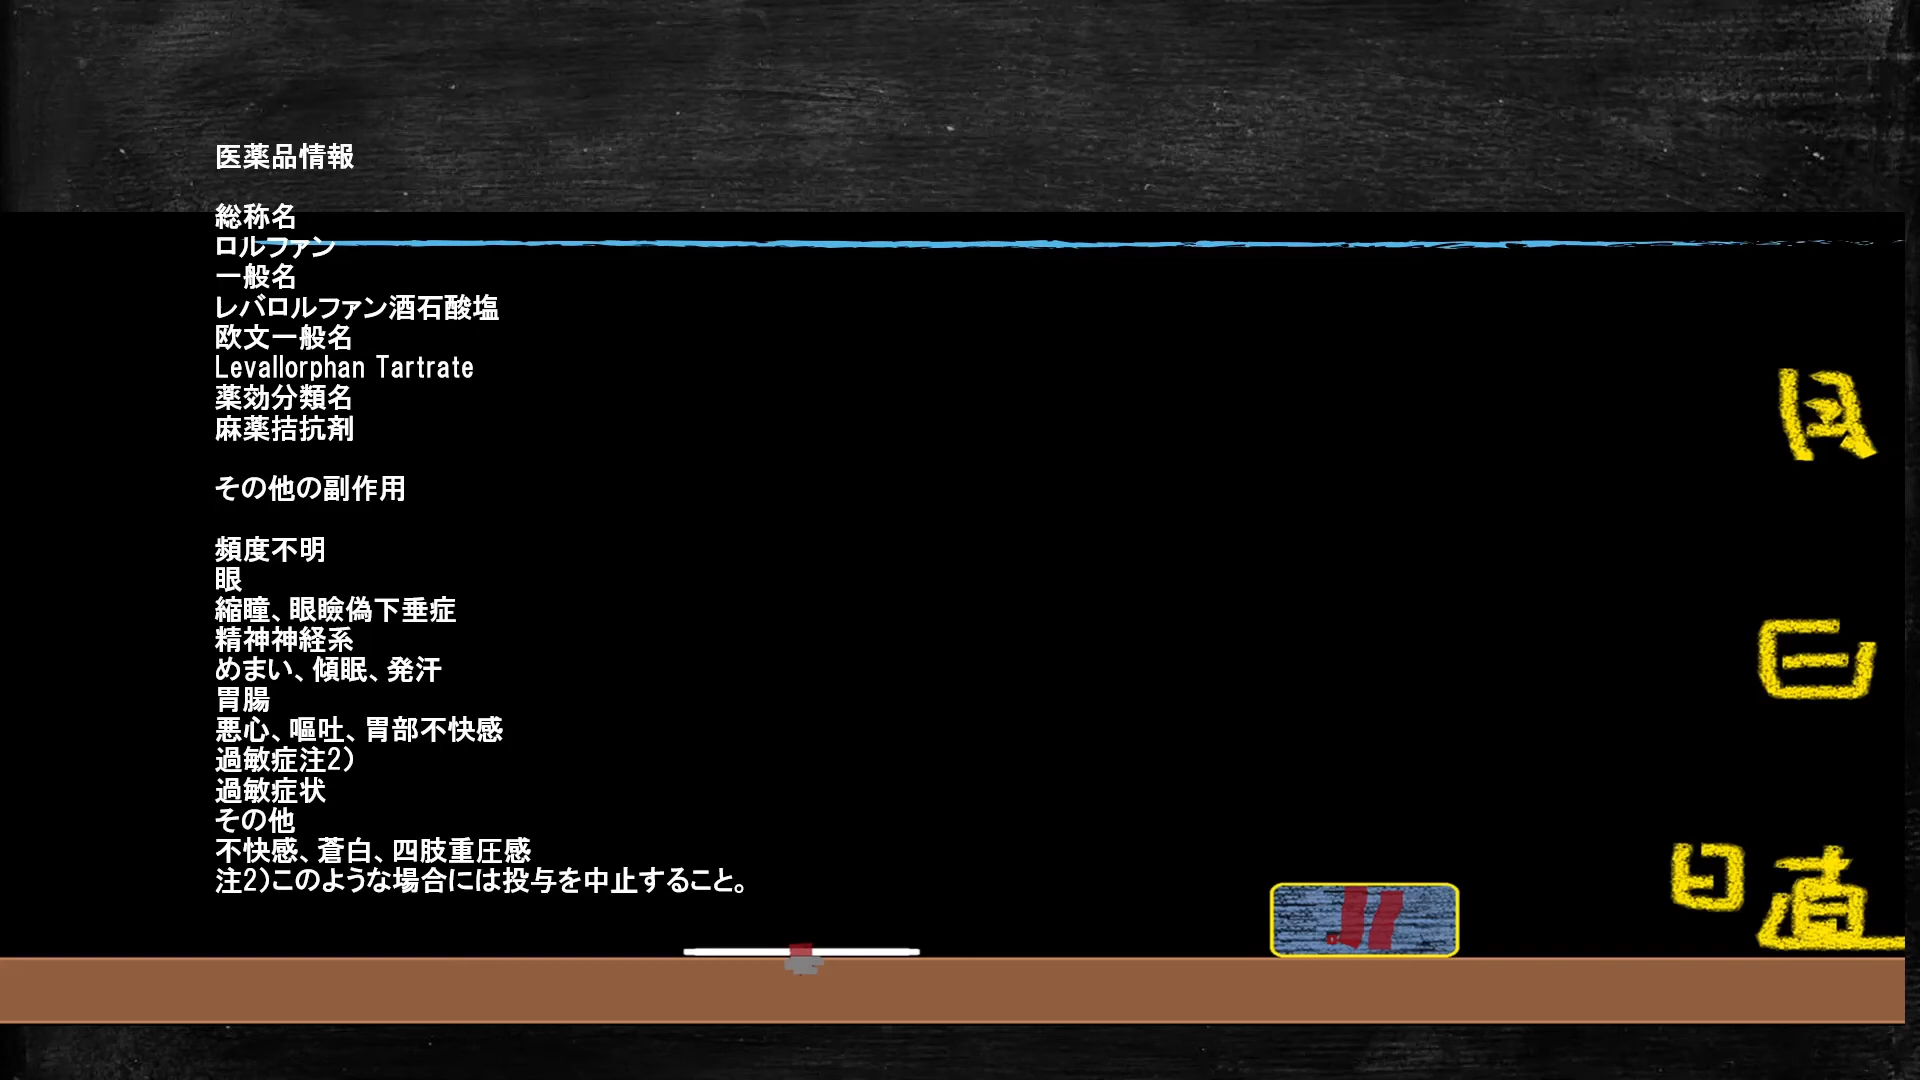 医薬品情報
総称名
ロルファン
一般名
レバロルファン酒石酸塩
欧文一般名
Levallorphan Tartrate
薬効分類名
麻薬拮抗剤
その他の副作用
頻度不明
眼
縮瞳、眼瞼偽下垂症
精神神経系
めまい、傾眠、発汗
胃腸
悪心、嘔吐、胃部不快感
過敏症注2）
過敏症状
その他
不快感、蒼白、四肢重圧感
注2）このような場合には投与を中止すること。
日直